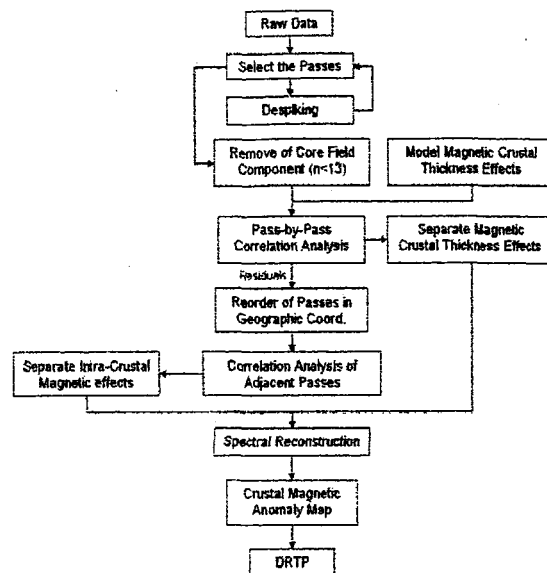 Raw Data
Select the Passes
Despiking
Remove of Core Field
Component (n<13)
Model Magnetic Crustal
Thickness Effects
Pass-by-Pass
Correlation Analysis
Separate Magnetic
Crustal Thickness Effects
Residuals
Reorder of Passes in
Geographic Coord.
Separate Intra-Crustal
Magnetic effects
Correlation Analysis of
Adjacent Passes
Spectral Reconstruction
Crustal Magnetic
Anomaly Map
DRTP